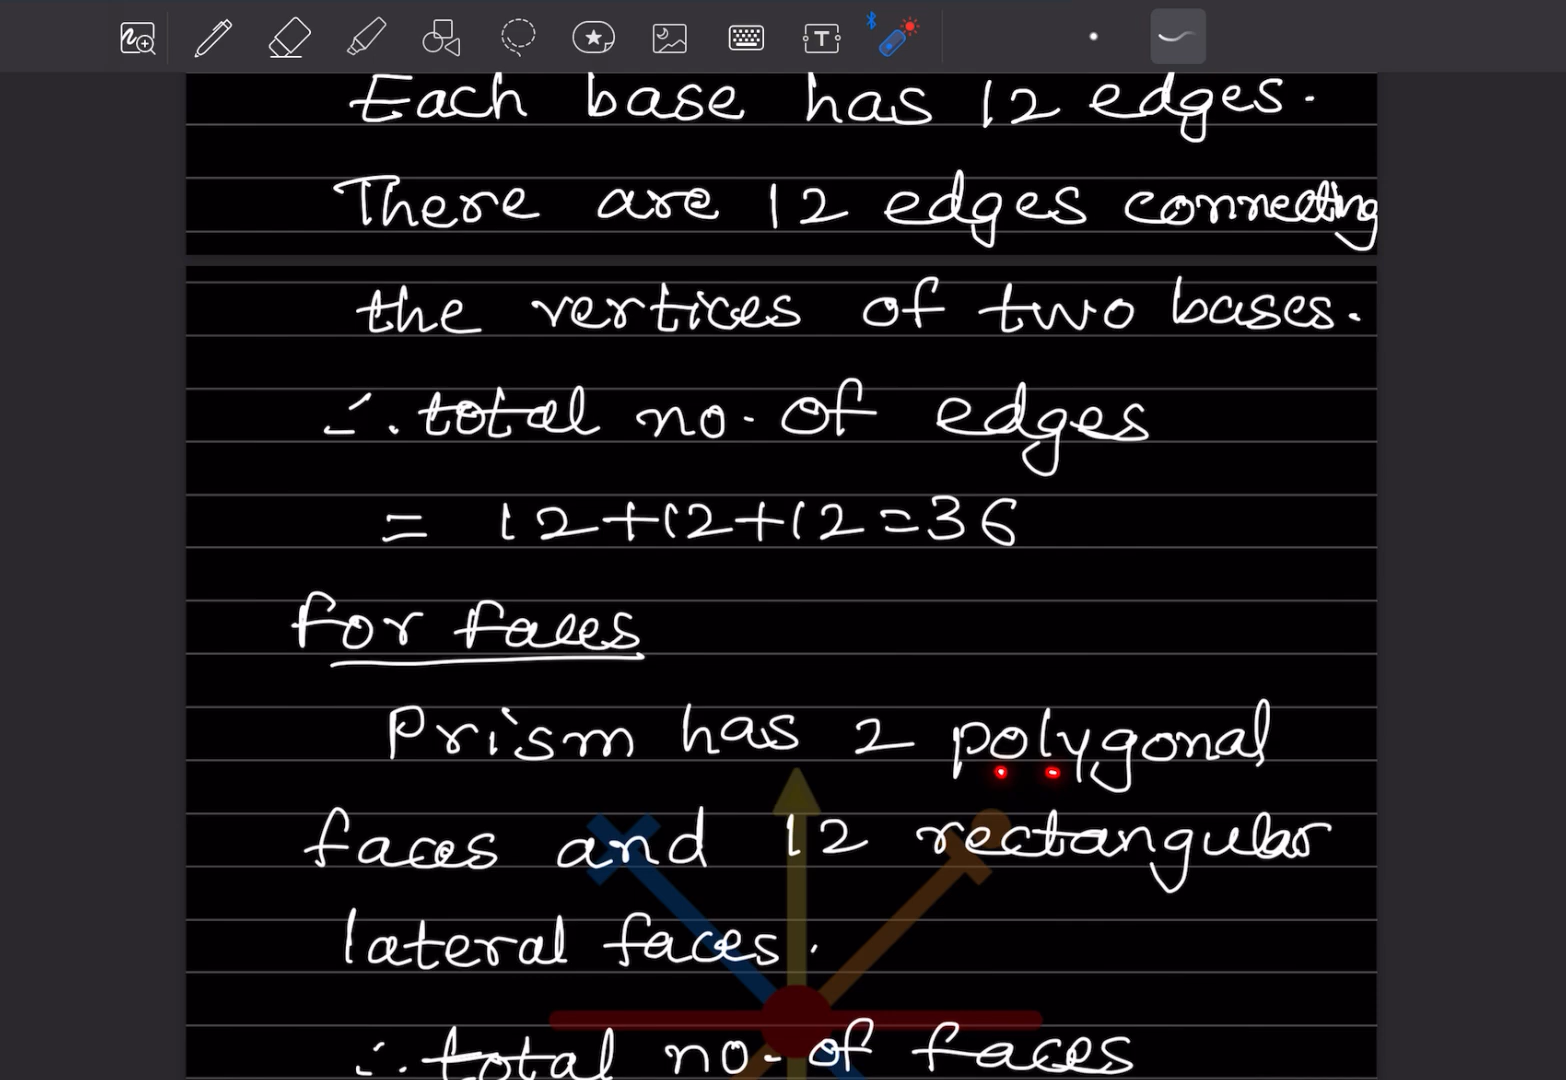 Each base has 12 edges.
There are 12 edges connecting
the vertices of two bases.
∴ total no. of edges
= 12+12+12=36
For faces
Prism has 2 polygonal
faces and 12 rectangular
lateral faces.
∴ total no. of faces